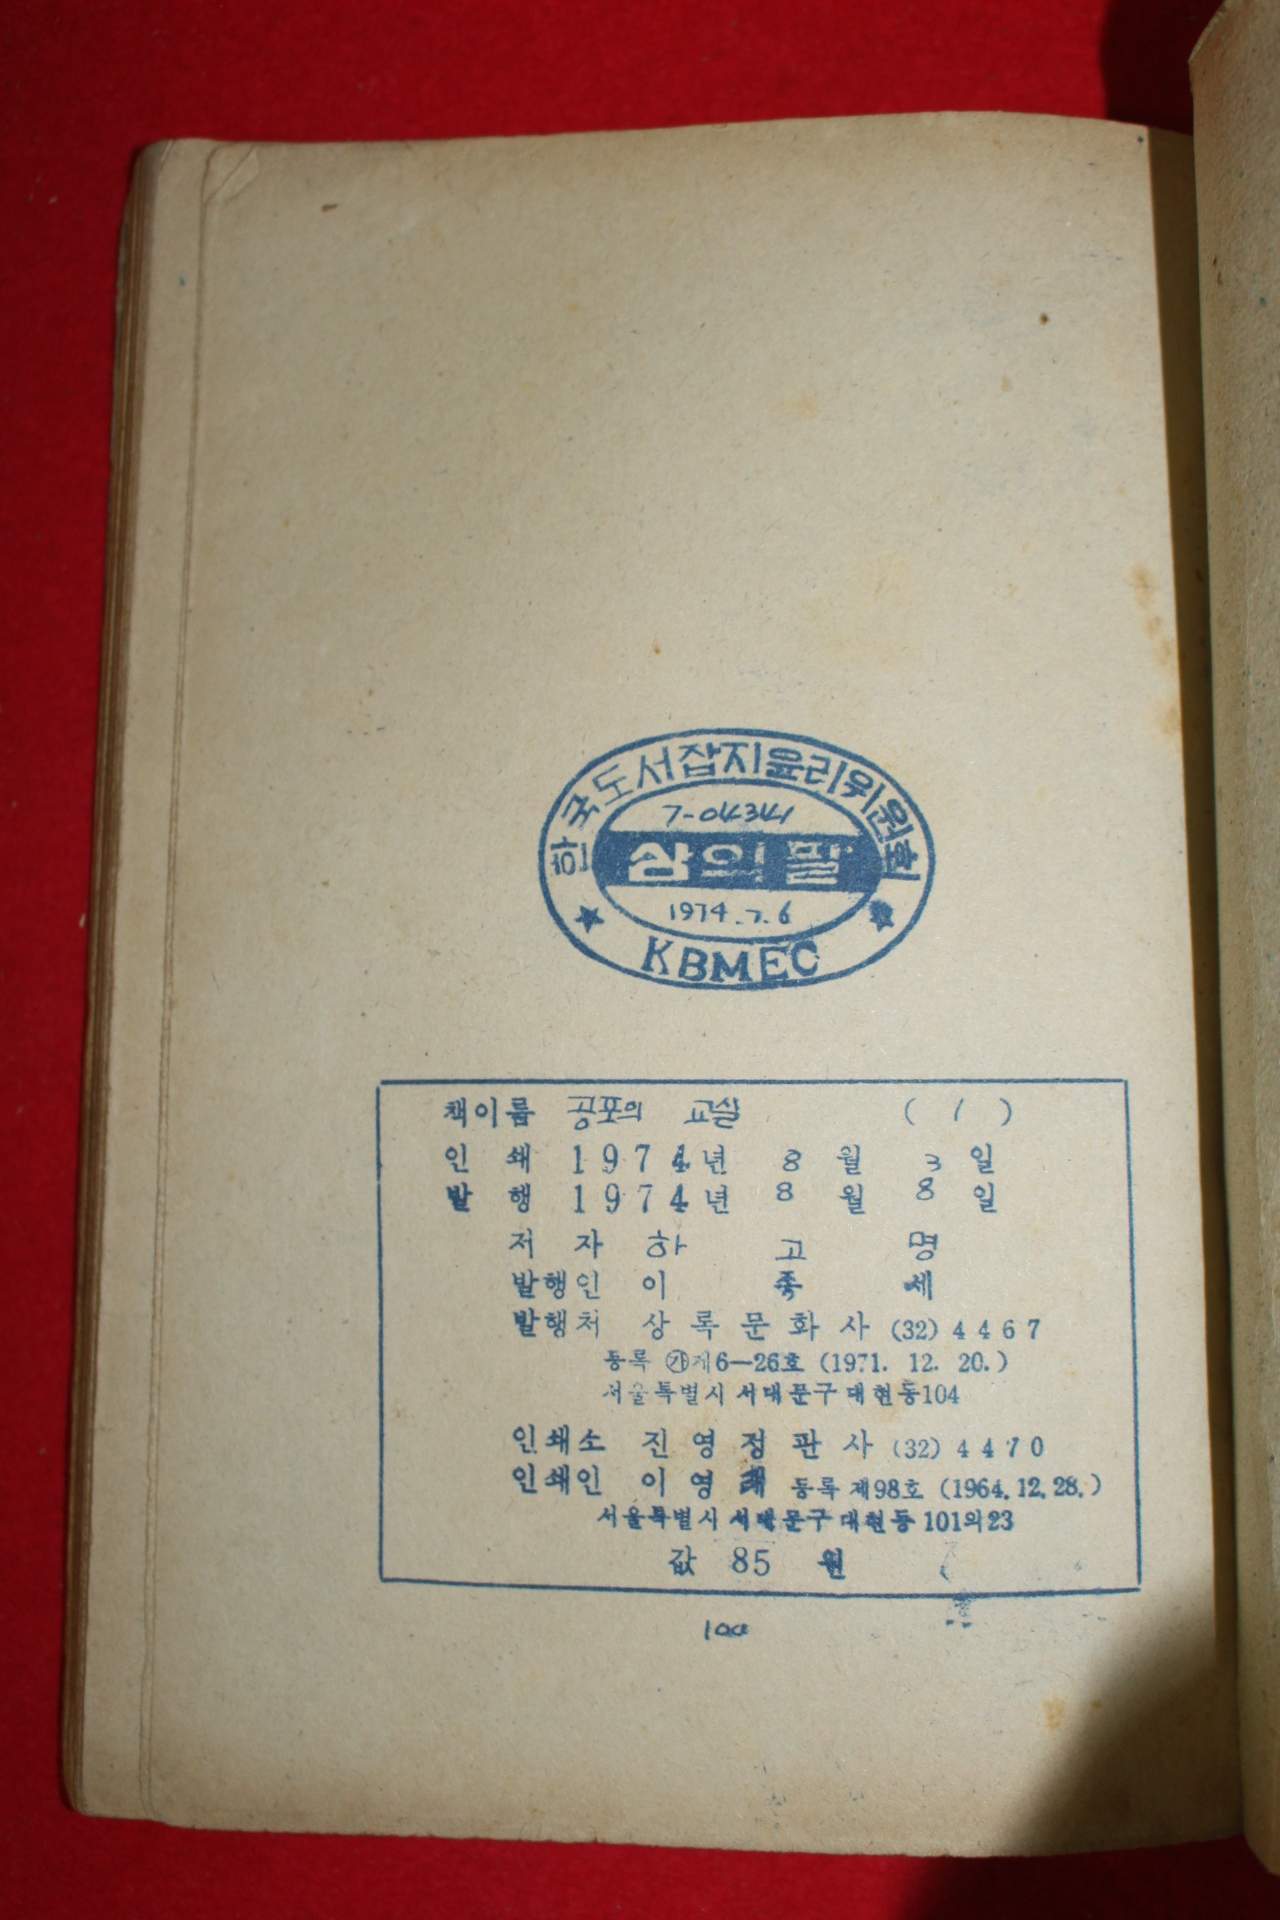 한국도서잡지윤리위원회
7-04341
심의필
1974.7.6
KBMEC
책이름 공포의 교실 ( 1 )
인 쇄 1974년 8 월 3 일
발 행 1974년 8 월 8 일
저 자 하 고 명
발행인 이 세
발행처 상록문화사 (32) 4467
등록 ㉮제6—26호 (1971. 12. 20.)
서울특별시 서대문구 대현동104
인쇄소 진영정판사 (32) 4470
인쇄인 이영래 등록 제98호 (1964. 12. 28.)
서울특별시 서대문구 대현동 101의23
값 85 원
100